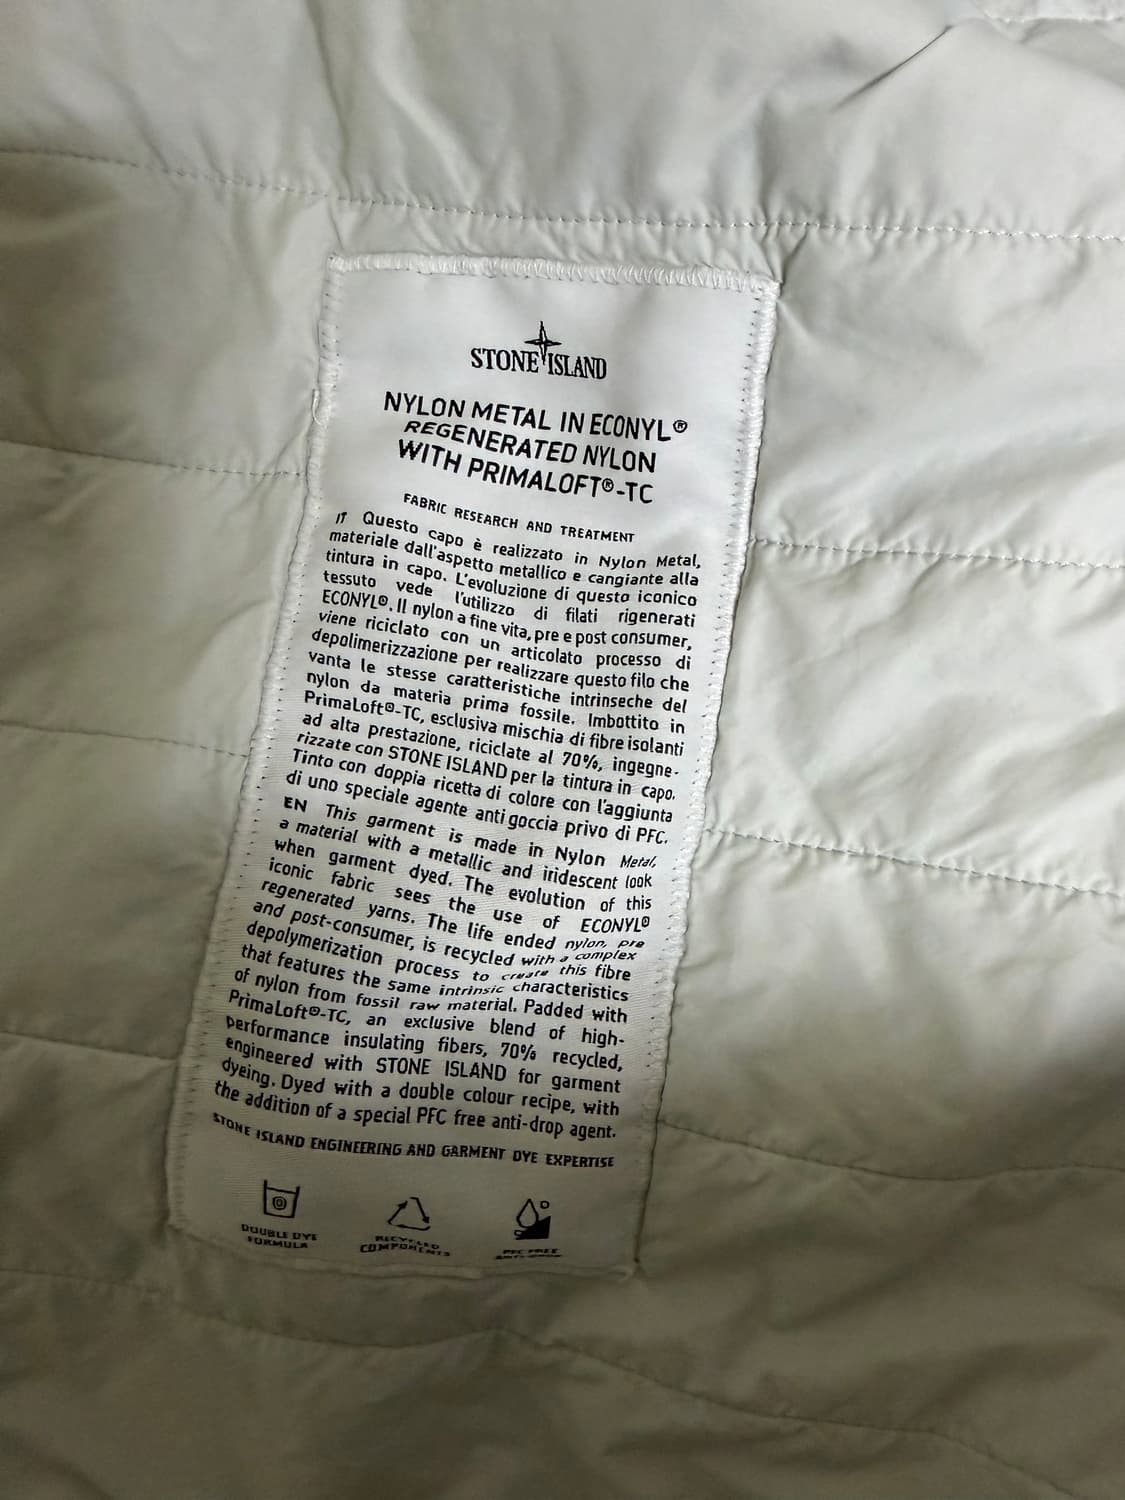 STONE ISLAND
NYLON METAL IN ECONYL®
REGENERATED NYLON
WITH PRIMALOFT®-TC
FABRIC RESEARCH AND TREATMENT
IT Questo capo è realizzato in Nylon Metal,
materiale dall'aspetto metallico e cangiante alla
tintura in capo. L'evoluzione di questo iconico
tessuto vede l'utilizzo di filati rigenerati
ECONYL®. Il nylon a fine vita, pre e post consumer,
viene riciclato con un articolato processo di
depolimerizzazione per realizzare questo filo che
vanta le stesse caratteristiche intrinseche del
nylon da materia prima fossile. Imbottito in
PrimaLoft®-TC, esclusiva mischia di fibre isolanti
ad alta prestazione, riciclate al 70%, ingegne-
rizzate con STONE ISLAND per la tintura in capo.
Tinto con doppia ricetta di colore con l'aggiunta
di uno speciale agente anti goccia privo di PFC.
EN This garment is made in Nylon Metal,
a material with a metallic and iridescent look
when garment dyed. The evolution of this
iconic fabric sees the use of ECONYL®
regenerated yarns. The life ended nylon, pre
and post-consumer, is recycled with a complex
depolymerization process to create this fibre
that features the same intrinsic characteristics
of nylon from fossil raw material. Padded with
PrimaLoft®-TC, an exclusive blend of high-
performance insulating fibers, 70% recycled,
engineered with STONE ISLAND for garment
dyeing. Dyed with a double colour recipe, with
the addition of a special PFC free anti-drop agent.
STONE ISLAND ENGINEERING AND GARMENT DYE EXPERTISE
DOUBLE DYE
FORMULA
RECYCLED
COMPONENTS
PFC FREE